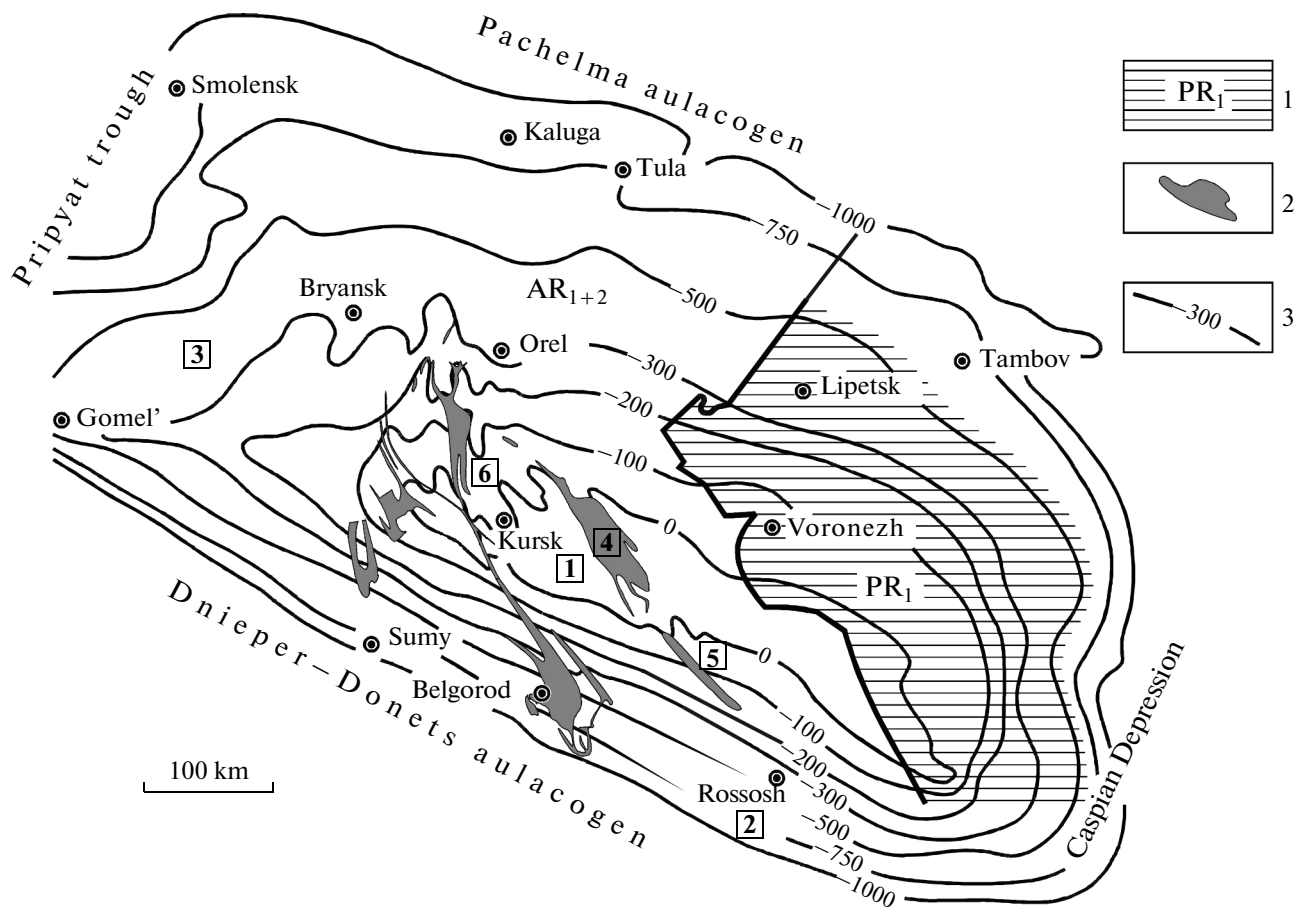 Pachelma aulacogen
Pripyat trough
Smolensk
Kaluga
Tula
PR1
1
2
−300
3
−1000
−750
−500
AR1+2
Bryansk
3
Orel
−300
Tambov
Lipetsk
−200
Gomel’
−100
6
0
Voronezh
Kursk
4
1
PR1
Dnieper–Donets aulacogen
Sumy
5
0
Belgorod
−100
−200
−300
−500
−750
−1000
Rossosh
2
100 km
Caspian Depression